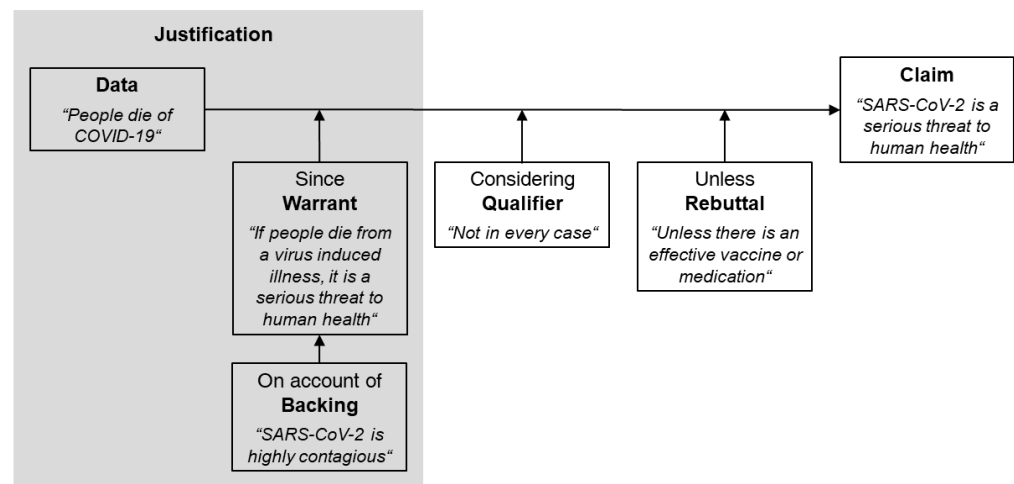 Justification
Data
“People die of
COVID-19“
Claim
“SARS-CoV-2 is a
serious threat to
human health“
Since
Warrant
“If people die from
a virus induced
illness, it is a
serious threat to
human health“
Considering
Qualifier
“Not in every case“
Unless
Rebuttal
“Unless there is an
effective vaccine or
medication“
On account of
Backing
“SARS-CoV-2 is
highly contagious“